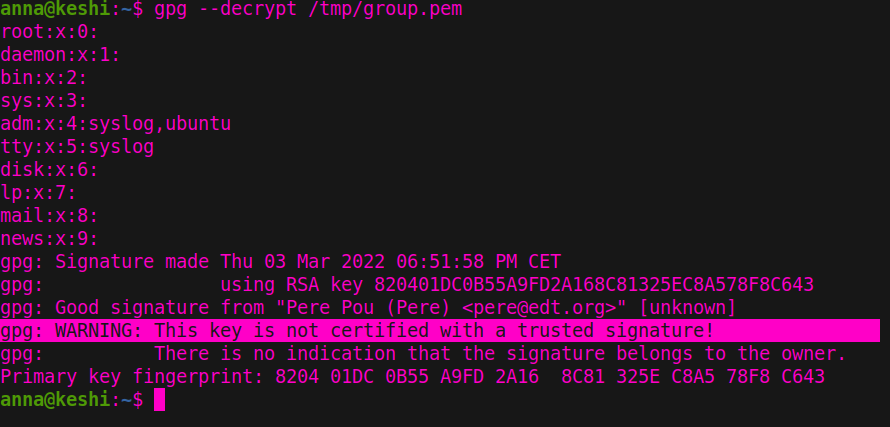 anna@keshi:~$ gpg --decrypt /tmp/group.pem
root:x:0:
daemon:x:1:
bin:x:2:
sys:x:3:
adm:x:4:syslog,ubuntu
tty:x:5:syslog
disk:x:6:
lp:x:7:
mail:x:8:
news:x:9:
gpg: Signature made Thu 03 Mar 2022 06:51:58 PM CET
gpg:                using RSA key 820401DC0B55A9FD2A168C81325EC8A578F8C643
gpg: Good signature from "Pere Pou (Pere) <pere@edt.org>" [unknown]
gpg: WARNING: This key is not certified with a trusted signature!
gpg:          There is no indication that the signature belongs to the owner.
Primary key fingerprint: 8204 01DC 0B55 A9FD 2A16  8C81 325E C8A5 78F8 C643
anna@keshi:~$